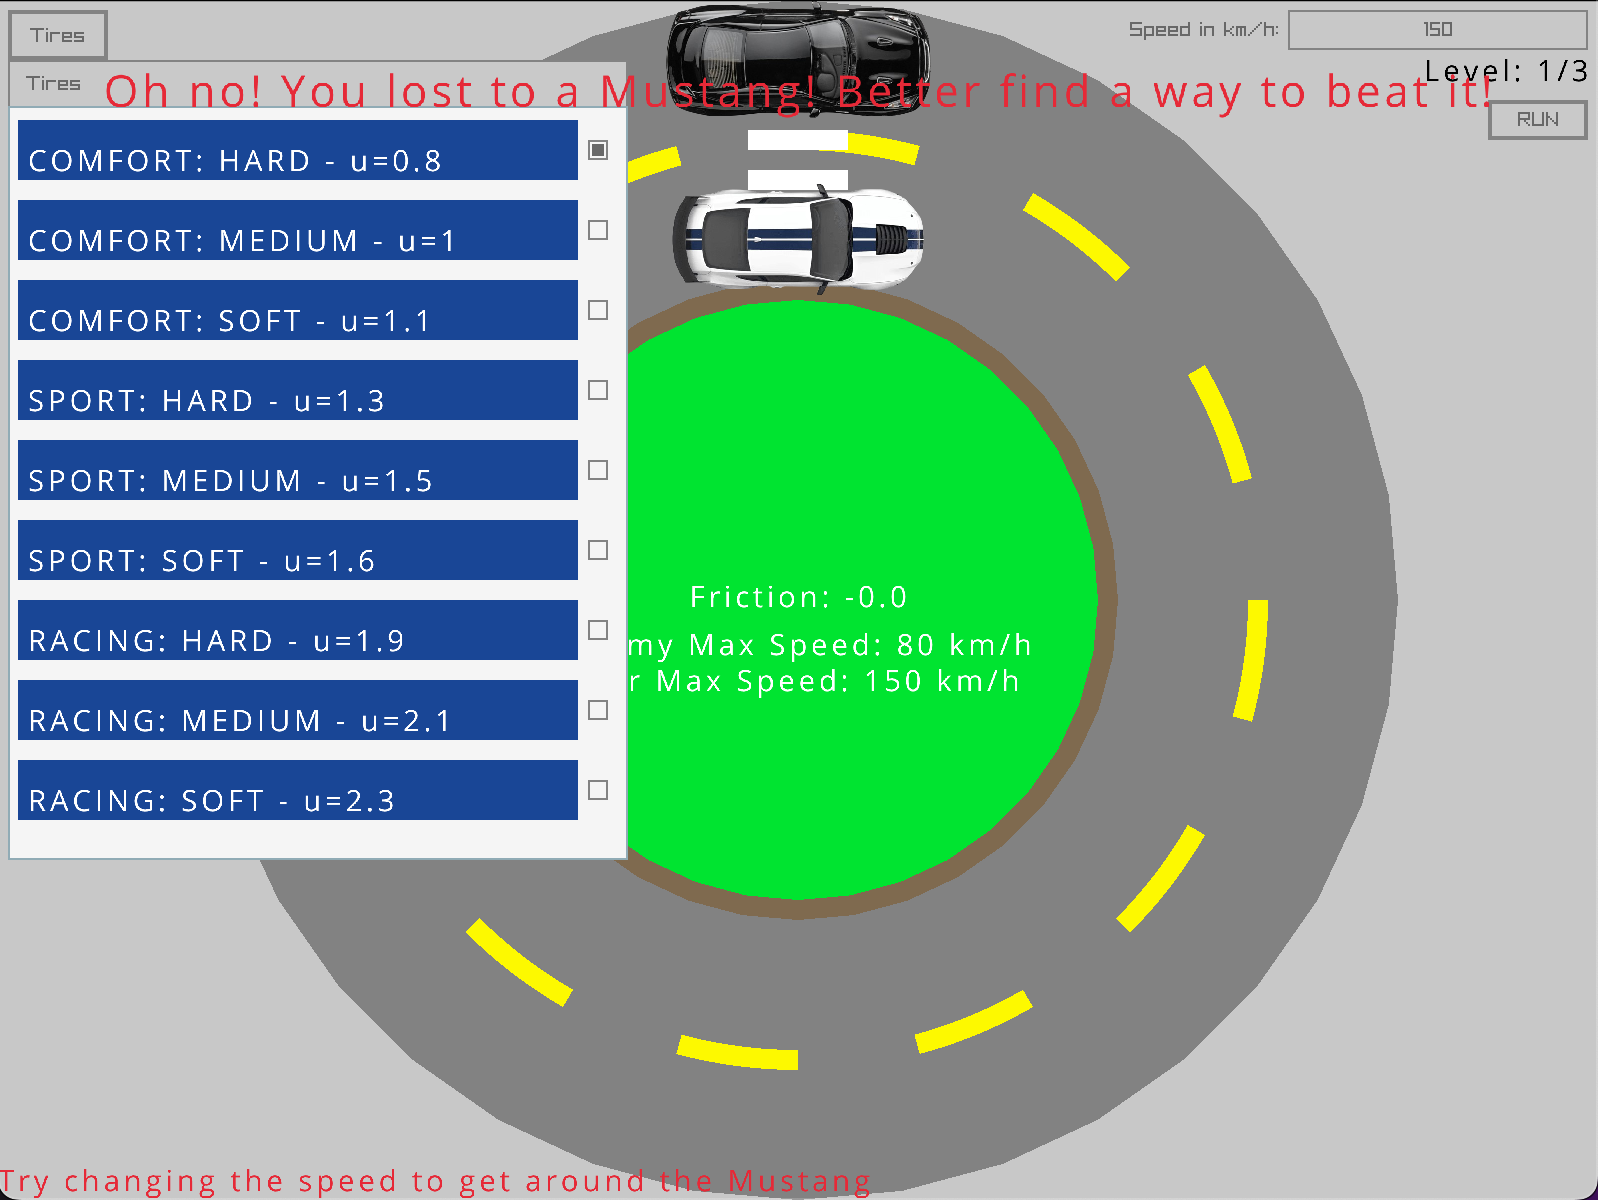 Tires
Speed in km/h: 150
Level: 1/3
Tires
Oh no! You lost to a Mustang! Better find a way to beat it!
RUN
COMFORT: HARD - u=0.8
COMFORT: MEDIUM - u=1
COMFORT: SOFT - u=1.1
SPORT: HARD - u=1.3
SPORT: MEDIUM - u=1.5
SPORT: SOFT - u=1.6
RACING: HARD - u=1.9
RACING: MEDIUM - u=2.1
RACING: SOFT - u=2.3
Friction: -0.0
my Max Speed: 80 km/h
r Max Speed: 150 km/h
Try changing the speed to get around the Mustang